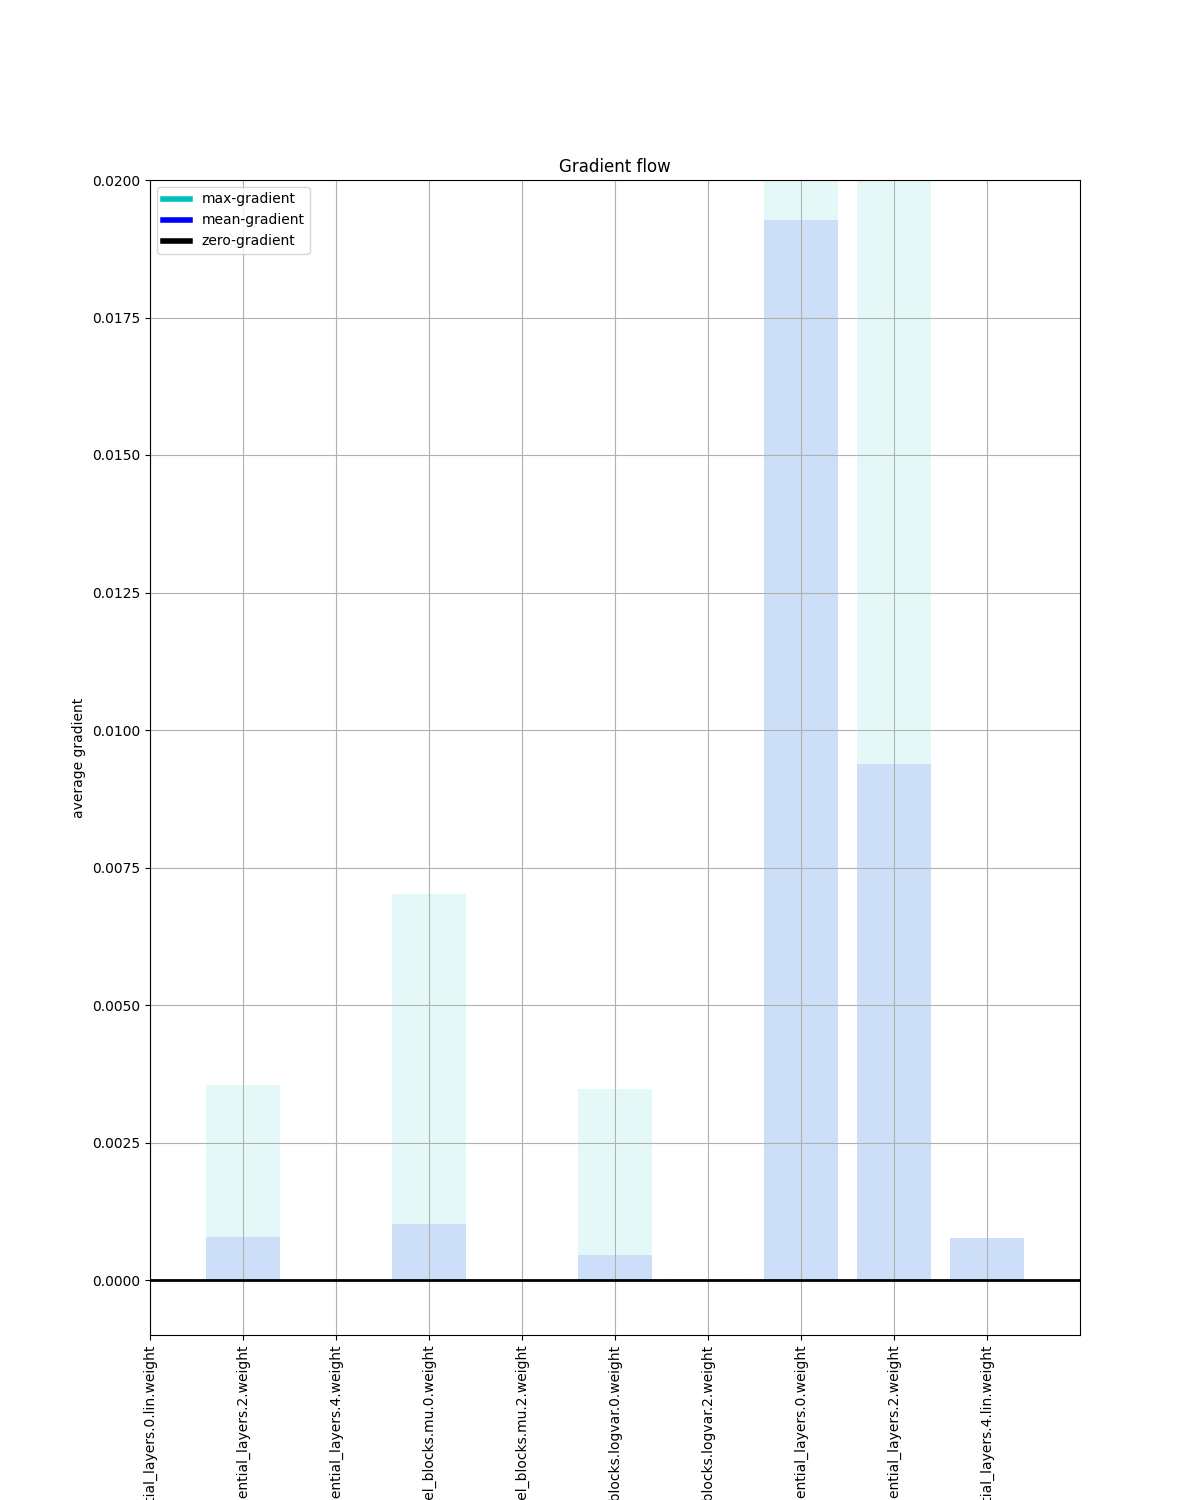 Gradient flow
max-gradient
mean-gradient
zero-gradient
0.0200
0.0175
0.0150
0.0125
0.0100
0.0075
0.0050
0.0025
0.0000
average gradient
tial_layers.0.lin.weight
ential_layers.2.weight
ential_layers.4.weight
el_blocks.mu.0.weight
el_blocks.mu.2.weight
blocks.logvar.0.weight
blocks.logvar.2.weight
ential_layers.0.weight
ential_layers.2.weight
tial_layers.4.lin.weight